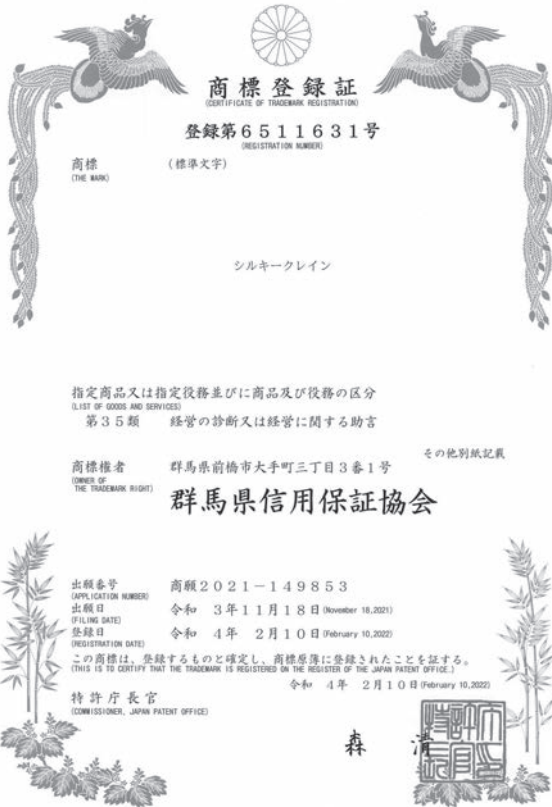 商標登録証
(CERTIFICATE OF TRADEMARK REGISTRATION)
登録第6511631号
(REGISTRATION NUMBER)
商標 (標準文字)
(THE MARK)
シルキークレイン
指定商品又は指定役務並びに商品及び役務の区分
(LIST OF GOODS AND SERVICES)
第35類 経営の診断又は経営に関する助言
その他別紙記載
商標権者 群馬県前橋市大手町三丁目3番1号
(OWNER OF THE TRADEMARK RIGHT)
群馬県信用保証協会
出願番号 商願2021-149853
(APPLICATION NUMBER)
出願日 令和 3年11月18日(November 18,2021)
(FILING DATE)
登録日 令和 4年 2月10日(February 10,2022)
(REGISTRATION DATE)
この商標は、登録するものと確定し、商標原簿に登録されたことを証する。
(THIS IS TO CERTIFY THAT THE TRADEMARK IS REGISTERED ON THE REGISTER OF THE JAPAN PATENT OFFICE.)
令和 4年 2月10日(February 10,2022)
特許庁長官
(COMMISSIONER, JAPAN PATENT OFFICE)
森 清